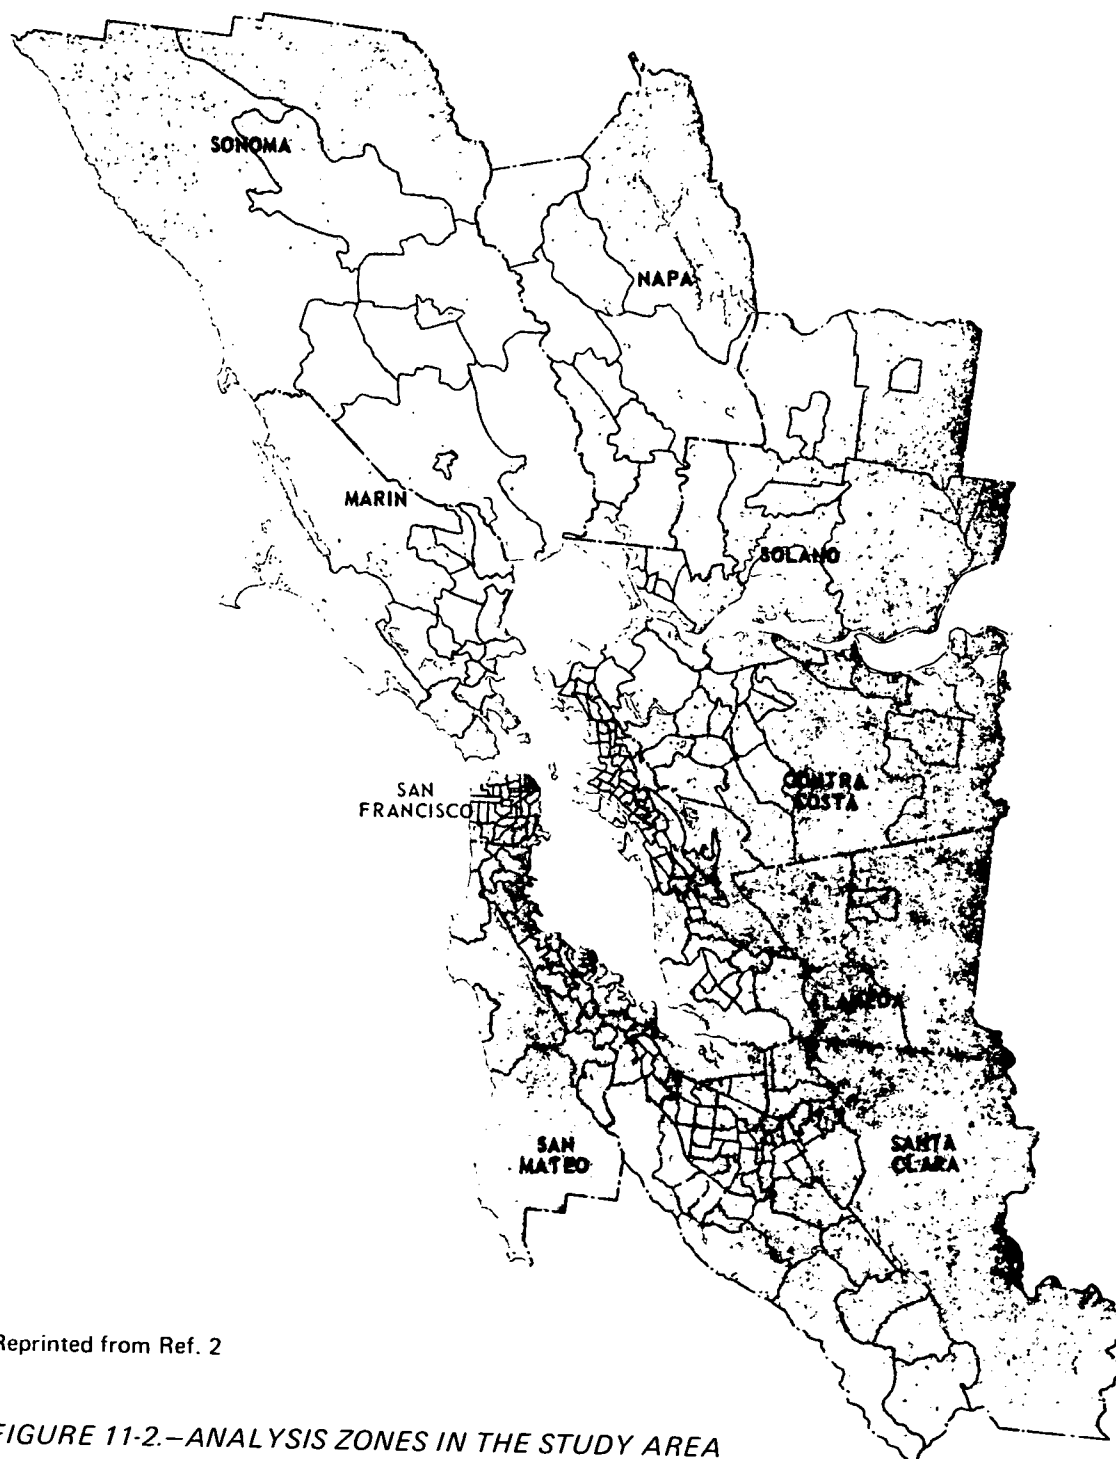 SONOMA
NAPA
MARIN
SOLANO
SAN
FRANCISCO
CONTRA
COSTA
ALAMEDA
SAN
MATEO
SANTA
CLARA
Reprinted from Ref. 2
FIGURE 11-2.—ANALYSIS ZONES IN THE STUDY AREA